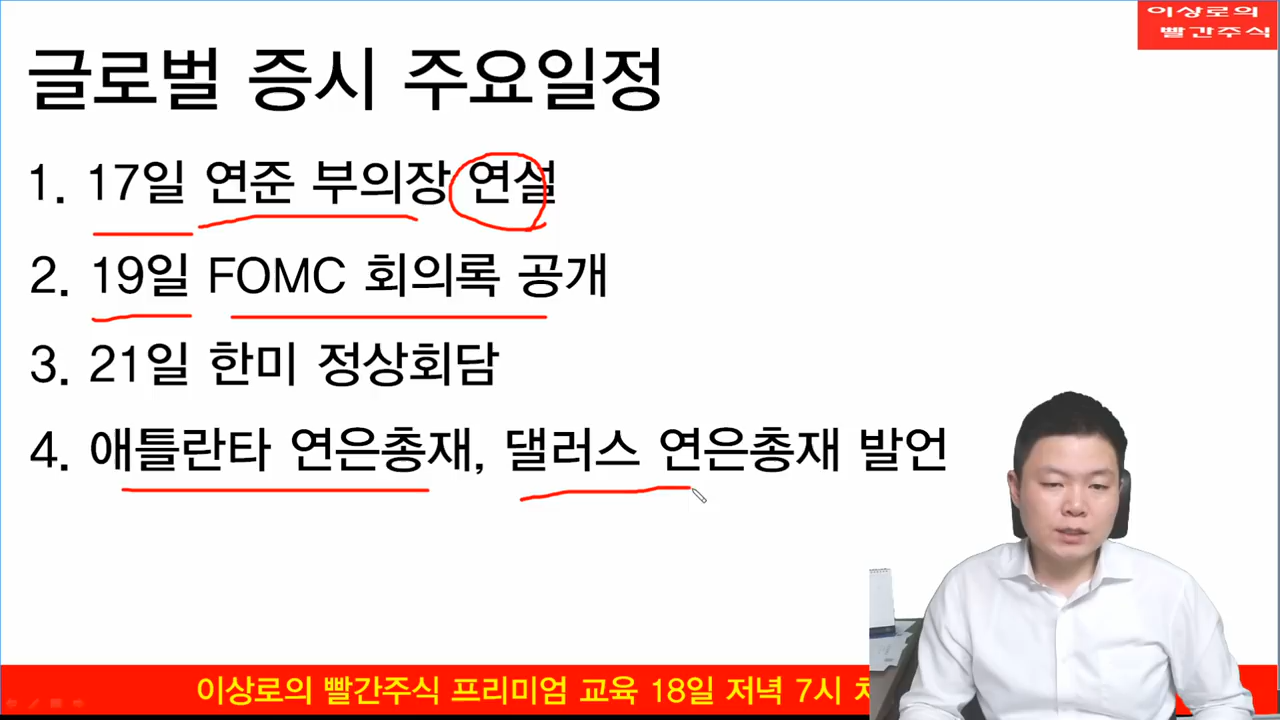 이상로의
빨간주식
글로벌 증시 주요일정
1. 17일 연준 부의장 연설
2. 19일 FOMC 회의록 공개
3. 21일 한미 정상회담
4. 애틀란타 연은총재, 댈러스 연은총재 발언
이상로의 빨간주식 프리미엄 교육 18일 저녁 7시